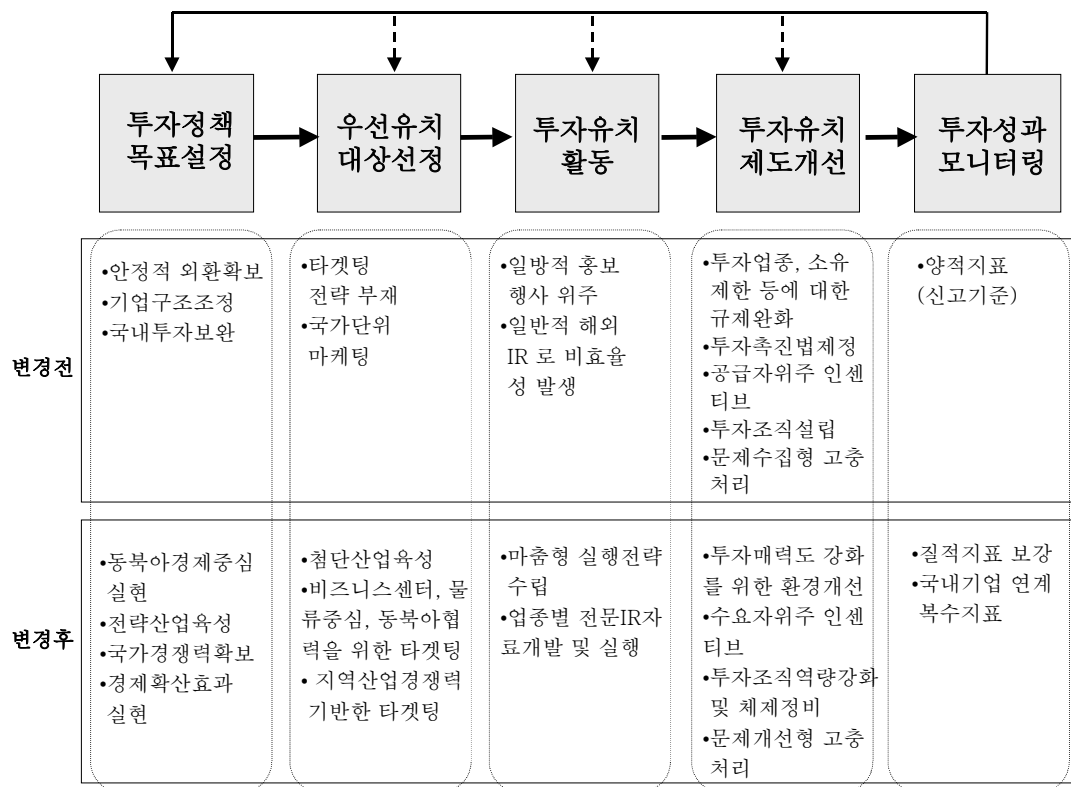 투자정책
목표설정
우선유치
대상선정
투자유치
활동
투자유치
제도개선
투자성과
모니터링
변경전
•안정적 외환확보
•기업구조조정
•국내투자보완
•타겟팅
전략 부재
•국가단위
마케팅
•일방적 홍보
행사 위주
•일반적 해외
IR 로 비효율
성 발생
•투자업종, 소유
제한 등에 대한
규제완화
•투자촉진법제정
•공급자위주 인센
티브
•투자조직설립
•문제수집형 고충
처리
•양적지표
(신고기준)
변경후
•동북아경제중심
실현
•전략산업육성
•국가경쟁력확보
•경제확산효과
실현
•첨단산업육성
•비즈니스센터, 물
류중심, 동북아협
력을 위한 타겟팅
• 지역산업경쟁력
기반한 타겟팅
•마춤형 실행전략
수립
•업종별 전문IR자
료개발 및 실행
•투자매력도 강화
를 위한 환경개선
•수요자위주 인센
티브
•투자조직역량강화
및 체제정비
•문제개선형 고충
처리
•질적지표 보강
•국내기업 연계
복수지표